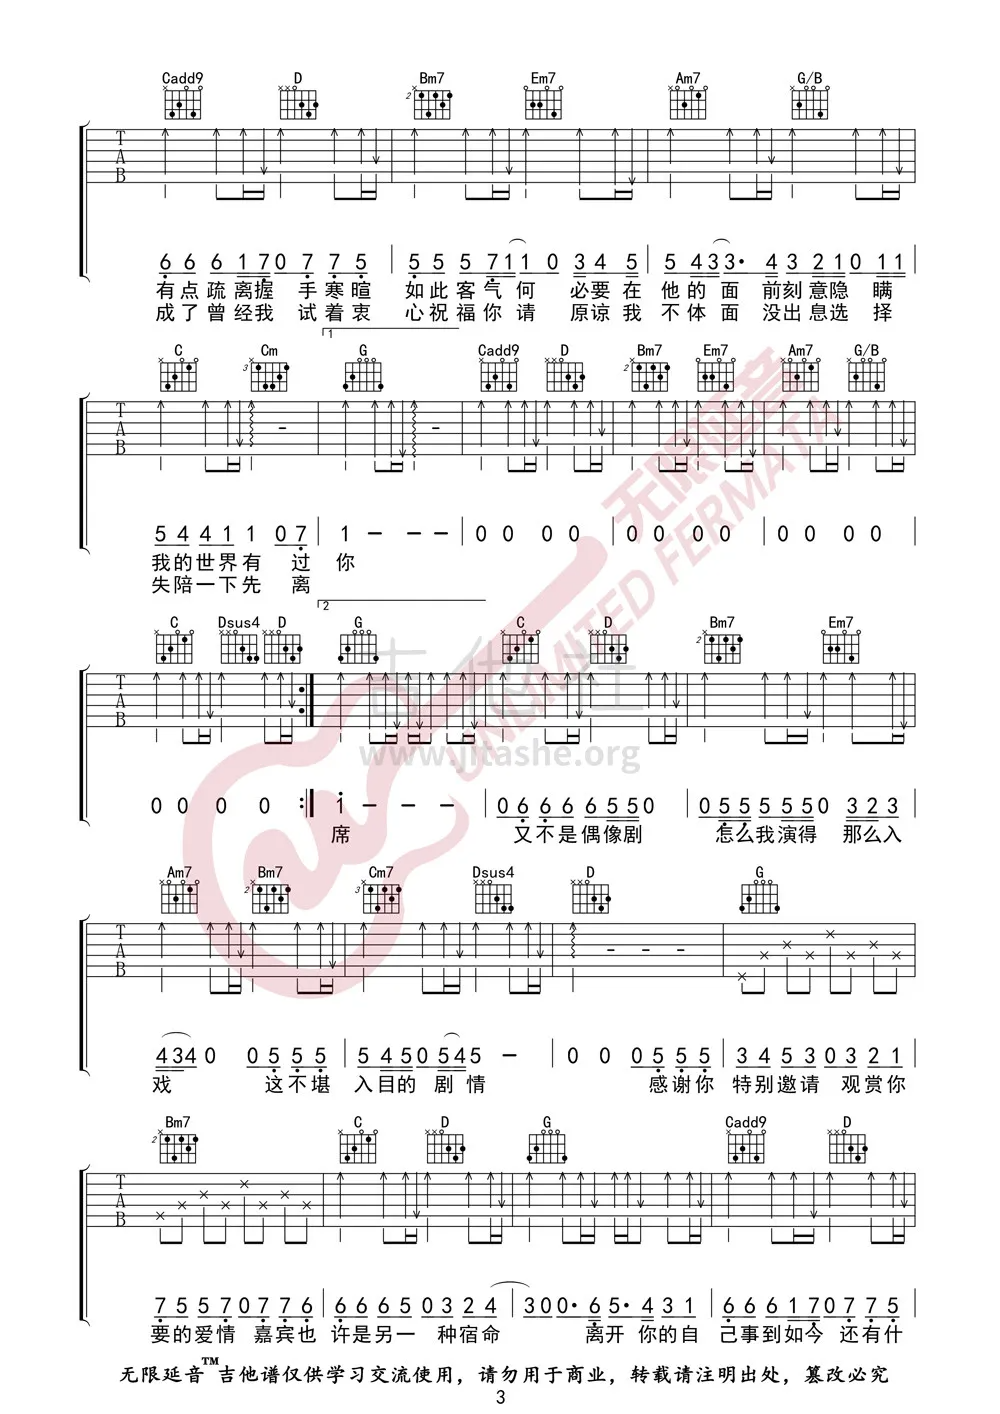 Cadd9 D Bm7 Em7 Am7 G/B
2
T A B
6 6 6 1 7 0 7 7 5 | 5 5 5 7 1 1 0 3 4 5 | 5 4 3 3· 4 3 2 1 0 1 1
有点疏离握 手寒暄 如此客气何 必要在他的面 前刻意隐 瞒
成了曾经我 试着衷 心祝福你请 原谅我 不体面 没出息选 择
1
C Cm G Cadd9 D Bm7 Em7 Am7 G/B
3 2
T A B
5 4 4 1 1 0 7 | 1 - - - | 0 0 0 0 | 0 0 0 0 | 0 0 0 0
我的世界有 过 你
失陪一下先 离
2
C Dsus4 D G C D Bm7 Em7
2
T A B
0 0 0 0 :| 1 - - - | 0 6 6 6 6 5 5 0 | 0 5 5 5 5 5 0 3 2 3
席 又不是偶像剧 怎么我演得 那么入
Am7 Bm7 Cm7 Dsus4 D G
2 3
T A B
4 3 4 0 0 5 5 5 | 5 4 5 0 5 4 5 - | 0 0 0 5 5 5 | 3 4 5 3 0 3 2 1
戏 这不堪 入目的 剧 情 感谢你 特别邀请 观赏你
Bm7 C D G Cadd9 D
2
T A B
7 5 5 7 0 7 7 6 | 6 6 6 5 0 3 2 4 | 3 0 0· 6 5· 4 3 1 | 6 6 6 1 7 0 7 7 5
要的爱情 嘉宾也 许是另一 种宿命 离开 你的自 己事到如今 还有什
无限延音™吉他谱仅供学习交流使用，请勿用于商业，转载请注明出处，篡改必究
3
无限延音
UNLIMITED FERMATA
吉他社
www.jitashe.org